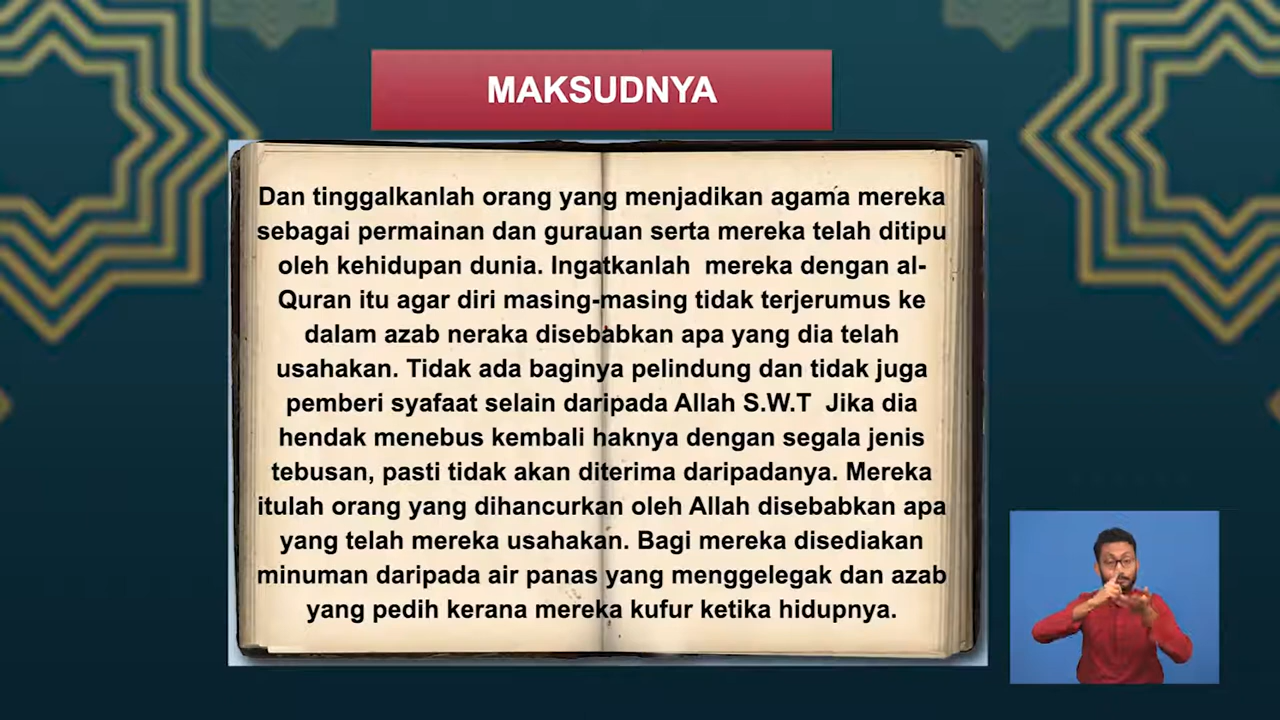 MAKSUDNYA
Dan tinggalkanlah orang yang menjadikan agama mereka
sebagai permainan dan gurauan serta mereka telah ditipu
oleh kehidupan dunia. Ingatkanlah  mereka dengan al-
Quran itu agar diri masing-masing tidak terjerumus ke
dalam azab neraka disebabkan apa yang dia telah
usahakan. Tidak ada baginya pelindung dan tidak juga
pemberi syafaat selain daripada Allah S.W.T  Jika dia
hendak menebus kembali haknya dengan segala jenis
tebusan, pasti tidak akan diterima daripadanya. Mereka
itulah orang yang dihancurkan oleh Allah disebabkan apa
yang telah mereka usahakan. Bagi mereka disediakan
minuman daripada air panas yang menggelegak dan azab
yang pedih kerana mereka kufur ketika hidupnya.